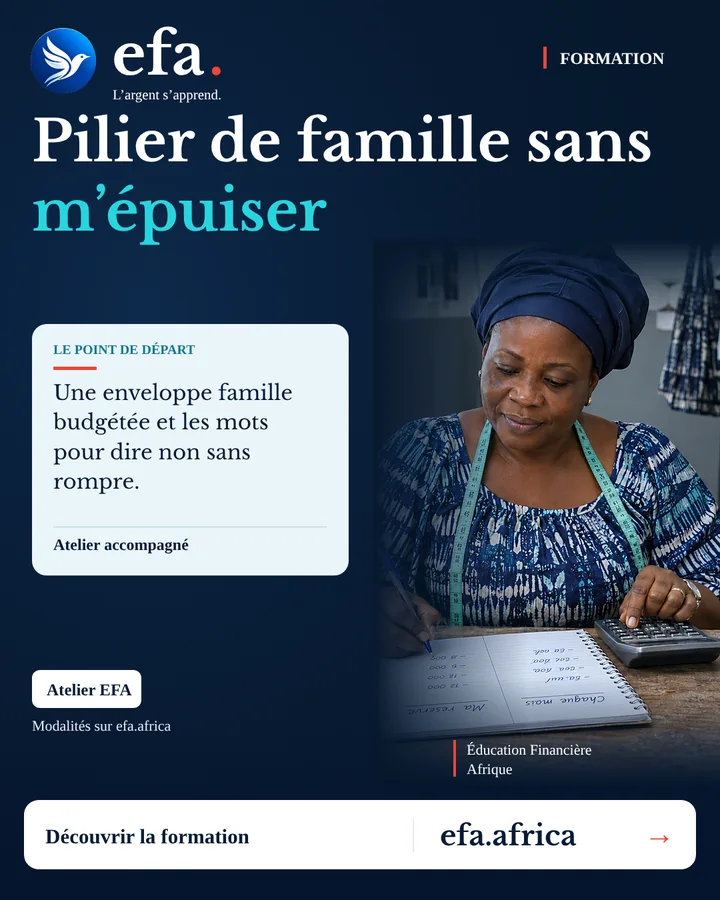 efa.
L’argent s’apprend.
FORMATION
Pilier de famille sans
m’épuiser
LE POINT DE DÉPART
Une enveloppe famille
budgétée et les mots
pour dire non sans
rompre.
Atelier accompagné
Chaque mois
Ma réserve
Atelier EFA
Modalités sur efa.africa
Éducation Financière
Afrique
Découvrir la formation
efa.africa →